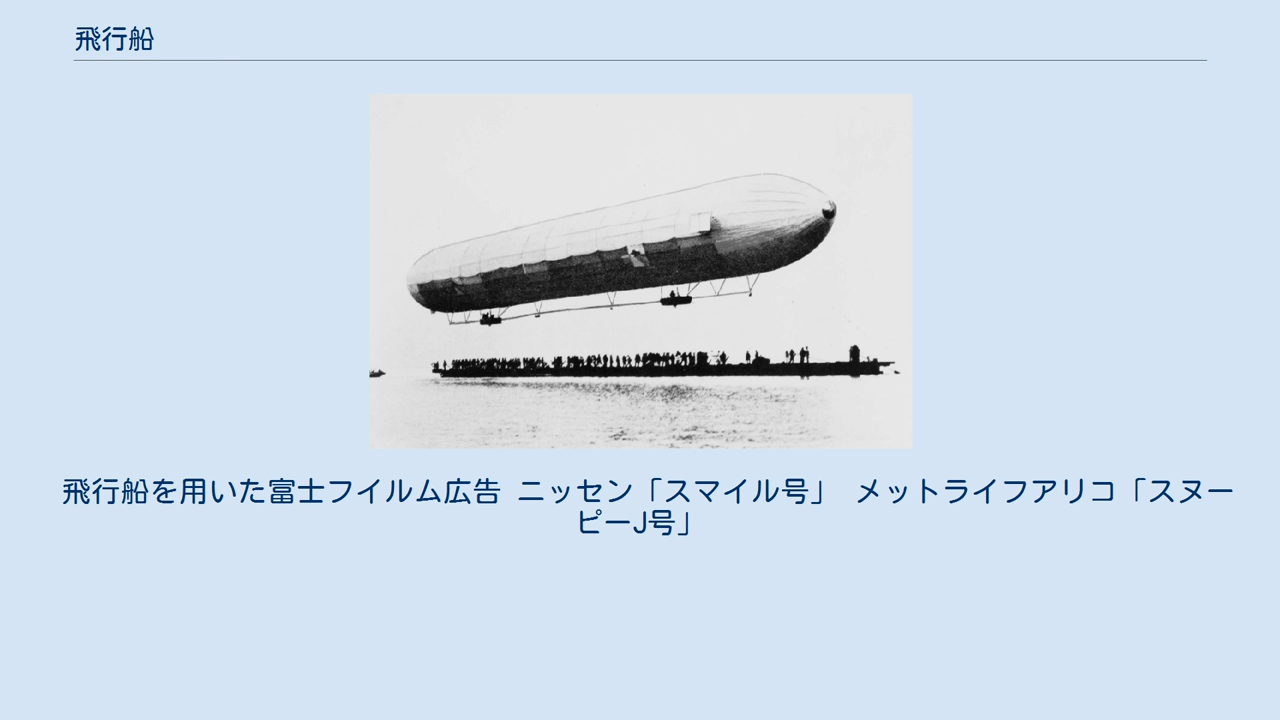 飛行船
飛行船を用いた富士フイルム広告 ニッセン「スマイル号」 メットライフアリコ「スヌー
ピーJ号」